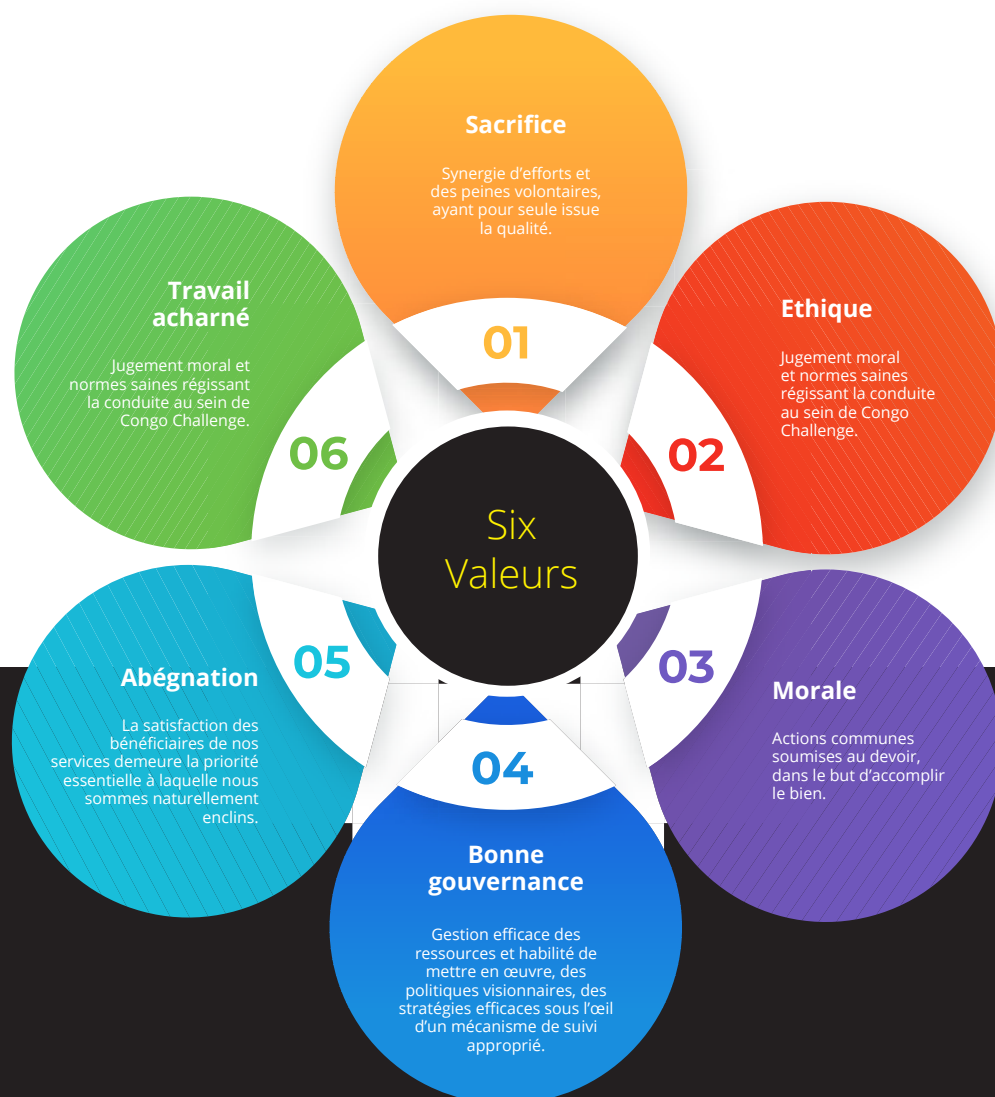 Six
Valeurs
01
Sacrifice
Synergie d’efforts et
des peines volontaires,
ayant pour seule issue
la qualité.
02
Ethique
Jugement moral
et normes saines
régissant la conduite
au sein de Congo
Challenge.
03
Morale
Actions communes
soumises au devoir,
dans le but d’accomplir
le bien.
04
Bonne
gouvernance
Gestion efficace des
ressources et habilité de
mettre en œuvre, des
politiques visionnaires, des
stratégies efficaces sous l’œil
d’un mécanisme de suivi
approprié.
05
Abégnation
La satisfaction des
bénéficiaires de nos
services demeure la priorité
essentielle à laquelle nous
sommes naturellement
enclins.
06
Travail
acharné
Jugement moral et
normes saines régissant
la conduite au sein de
Congo Challenge.